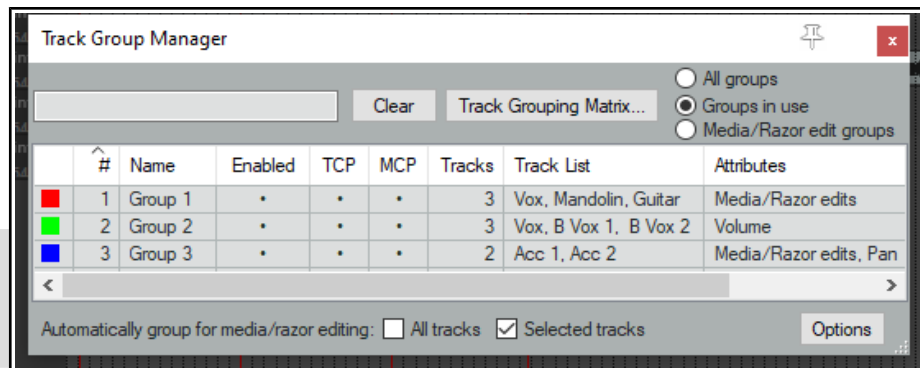 Track Group Manager
x
All groups
Clear
Track Grouping Matrix...
Groups in use
Media/Razor edit groups
# Name Enabled TCP MCP Tracks Track List Attributes
1 Group 1 • • • 3 Vox, Mandolin, Guitar Media/Razor edits
2 Group 2 • • • 3 Vox, B Vox 1, B Vox 2 Volume
3 Group 3 • • • 2 Acc 1, Acc 2 Media/Razor edits, Pan
Automatically group for media/razor editing: All tracks Selected tracks Options